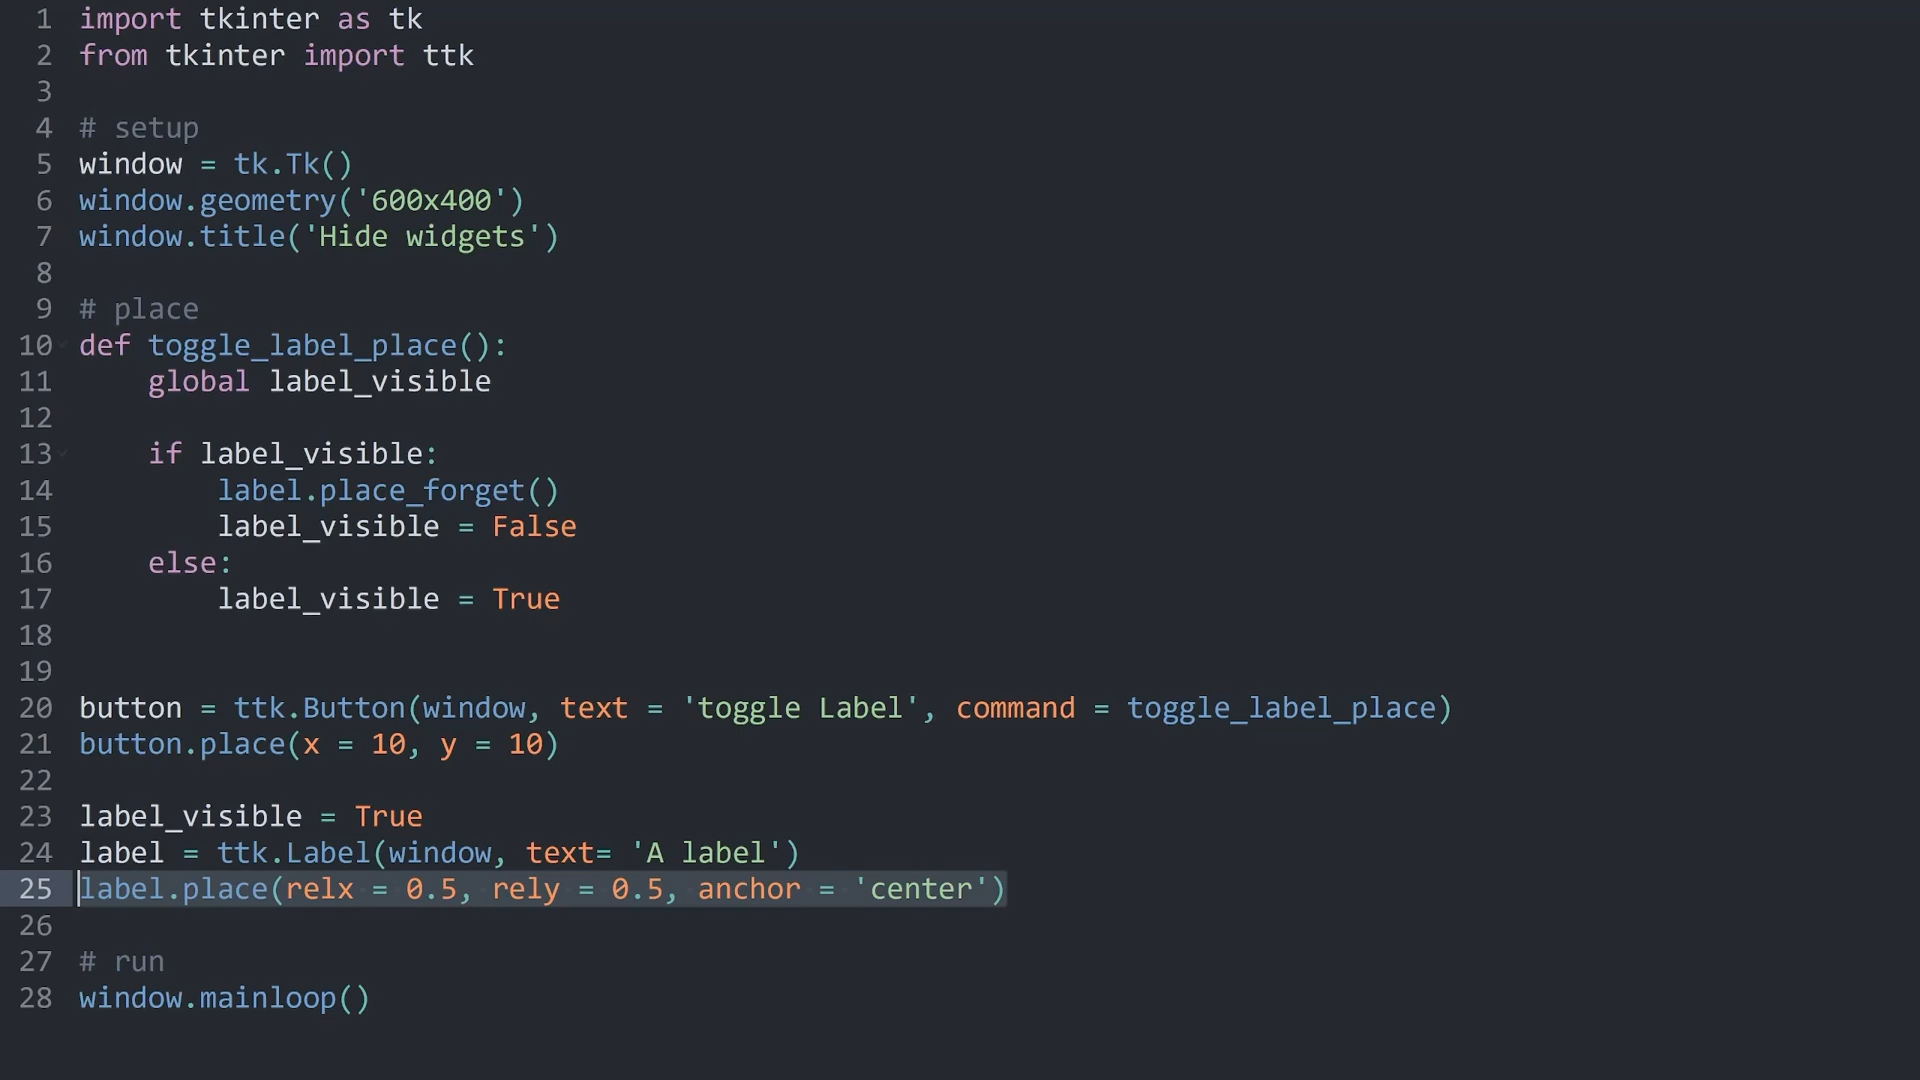 1 import tkinter as tk
2 from tkinter import ttk
3
4 # setup
5 window = tk.Tk()
6 window.geometry('600x400')
7 window.title('Hide widgets')
8
9 # place
10 def toggle_label_place():
11     global label_visible
12
13     if label_visible:
14         label.place_forget()
15         label_visible = False
16     else:
17         label_visible = True
18
19
20 button = ttk.Button(window, text = 'toggle Label', command = toggle_label_place)
21 button.place(x = 10, y = 10)
22
23 label_visible = True
24 label = ttk.Label(window, text= 'A label')
25 label.place(relx = 0.5, rely = 0.5, anchor = 'center')
26
27 # run
28 window.mainloop()